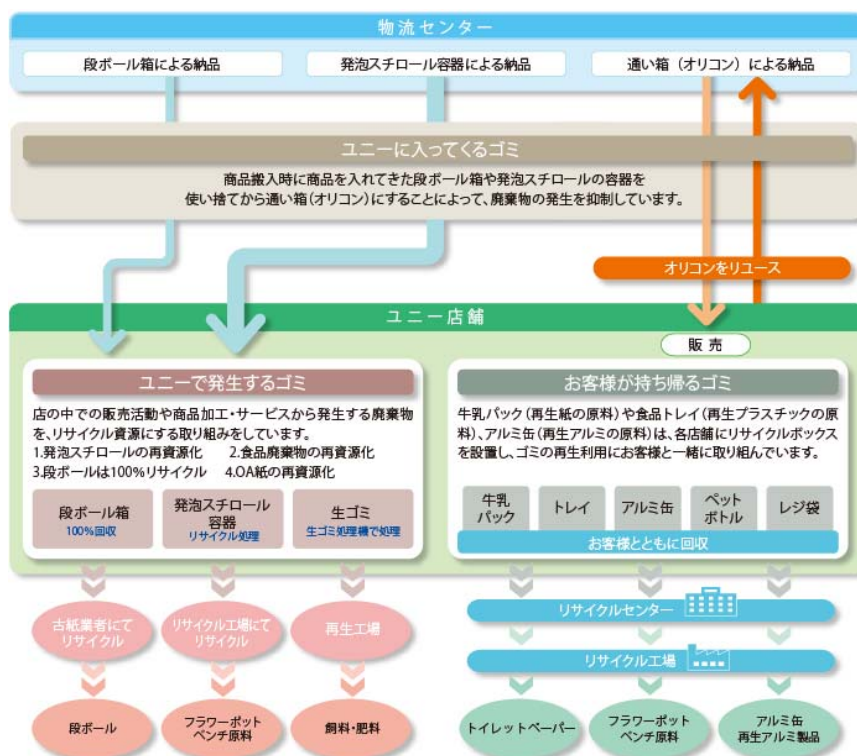 物流センター
段ボール箱による納品
発泡スチロール容器による納品
通い箱（オリコン）による納品
ユニーに入ってくるゴミ
商品搬入時に商品を入れてきた段ボール箱や発泡スチロールの容器を
使い捨てから通い箱（オリコン）にすることによって、廃棄物の発生を抑制しています。
オリコンをリユース
ユニー店舗
販売
ユニーで発生するゴミ
店の中での販売活動や商品加工・サービスから発生する廃棄物
を、リサイクル資源にする取り組みをしています。
1.発泡スチロールの再資源化　2.食品廃棄物の再資源化
3.段ボールは100%リサイクル　4.OA紙の再資源化
段ボール箱
100%回収
発泡スチロール
容器
リサイクル処理
生ゴミ
生ゴミ処理機で処理
お客様が持ち帰るゴミ
牛乳パック（再生紙の原料）や食品トレイ（再生プラスチックの原
料）、アルミ缶（再生アルミの原料）は、各店舗にリサイクルボックス
を設置し、ゴミの再生利用にお客様と一緒に取り組んでいます。
牛乳
パック
トレイ
アルミ缶
ペット
ボトル
レジ袋
お客様とともに回収
古紙業者にて
リサイクル
リサイクル工場にて
リサイクル
再生工場
リサイクルセンター
リサイクル工場
段ボール
フラワーポット
ベンチ原料
飼料・肥料
トイレットペーパー
フラワーポット
ベンチ原料
アルミ缶
再生アルミ製品